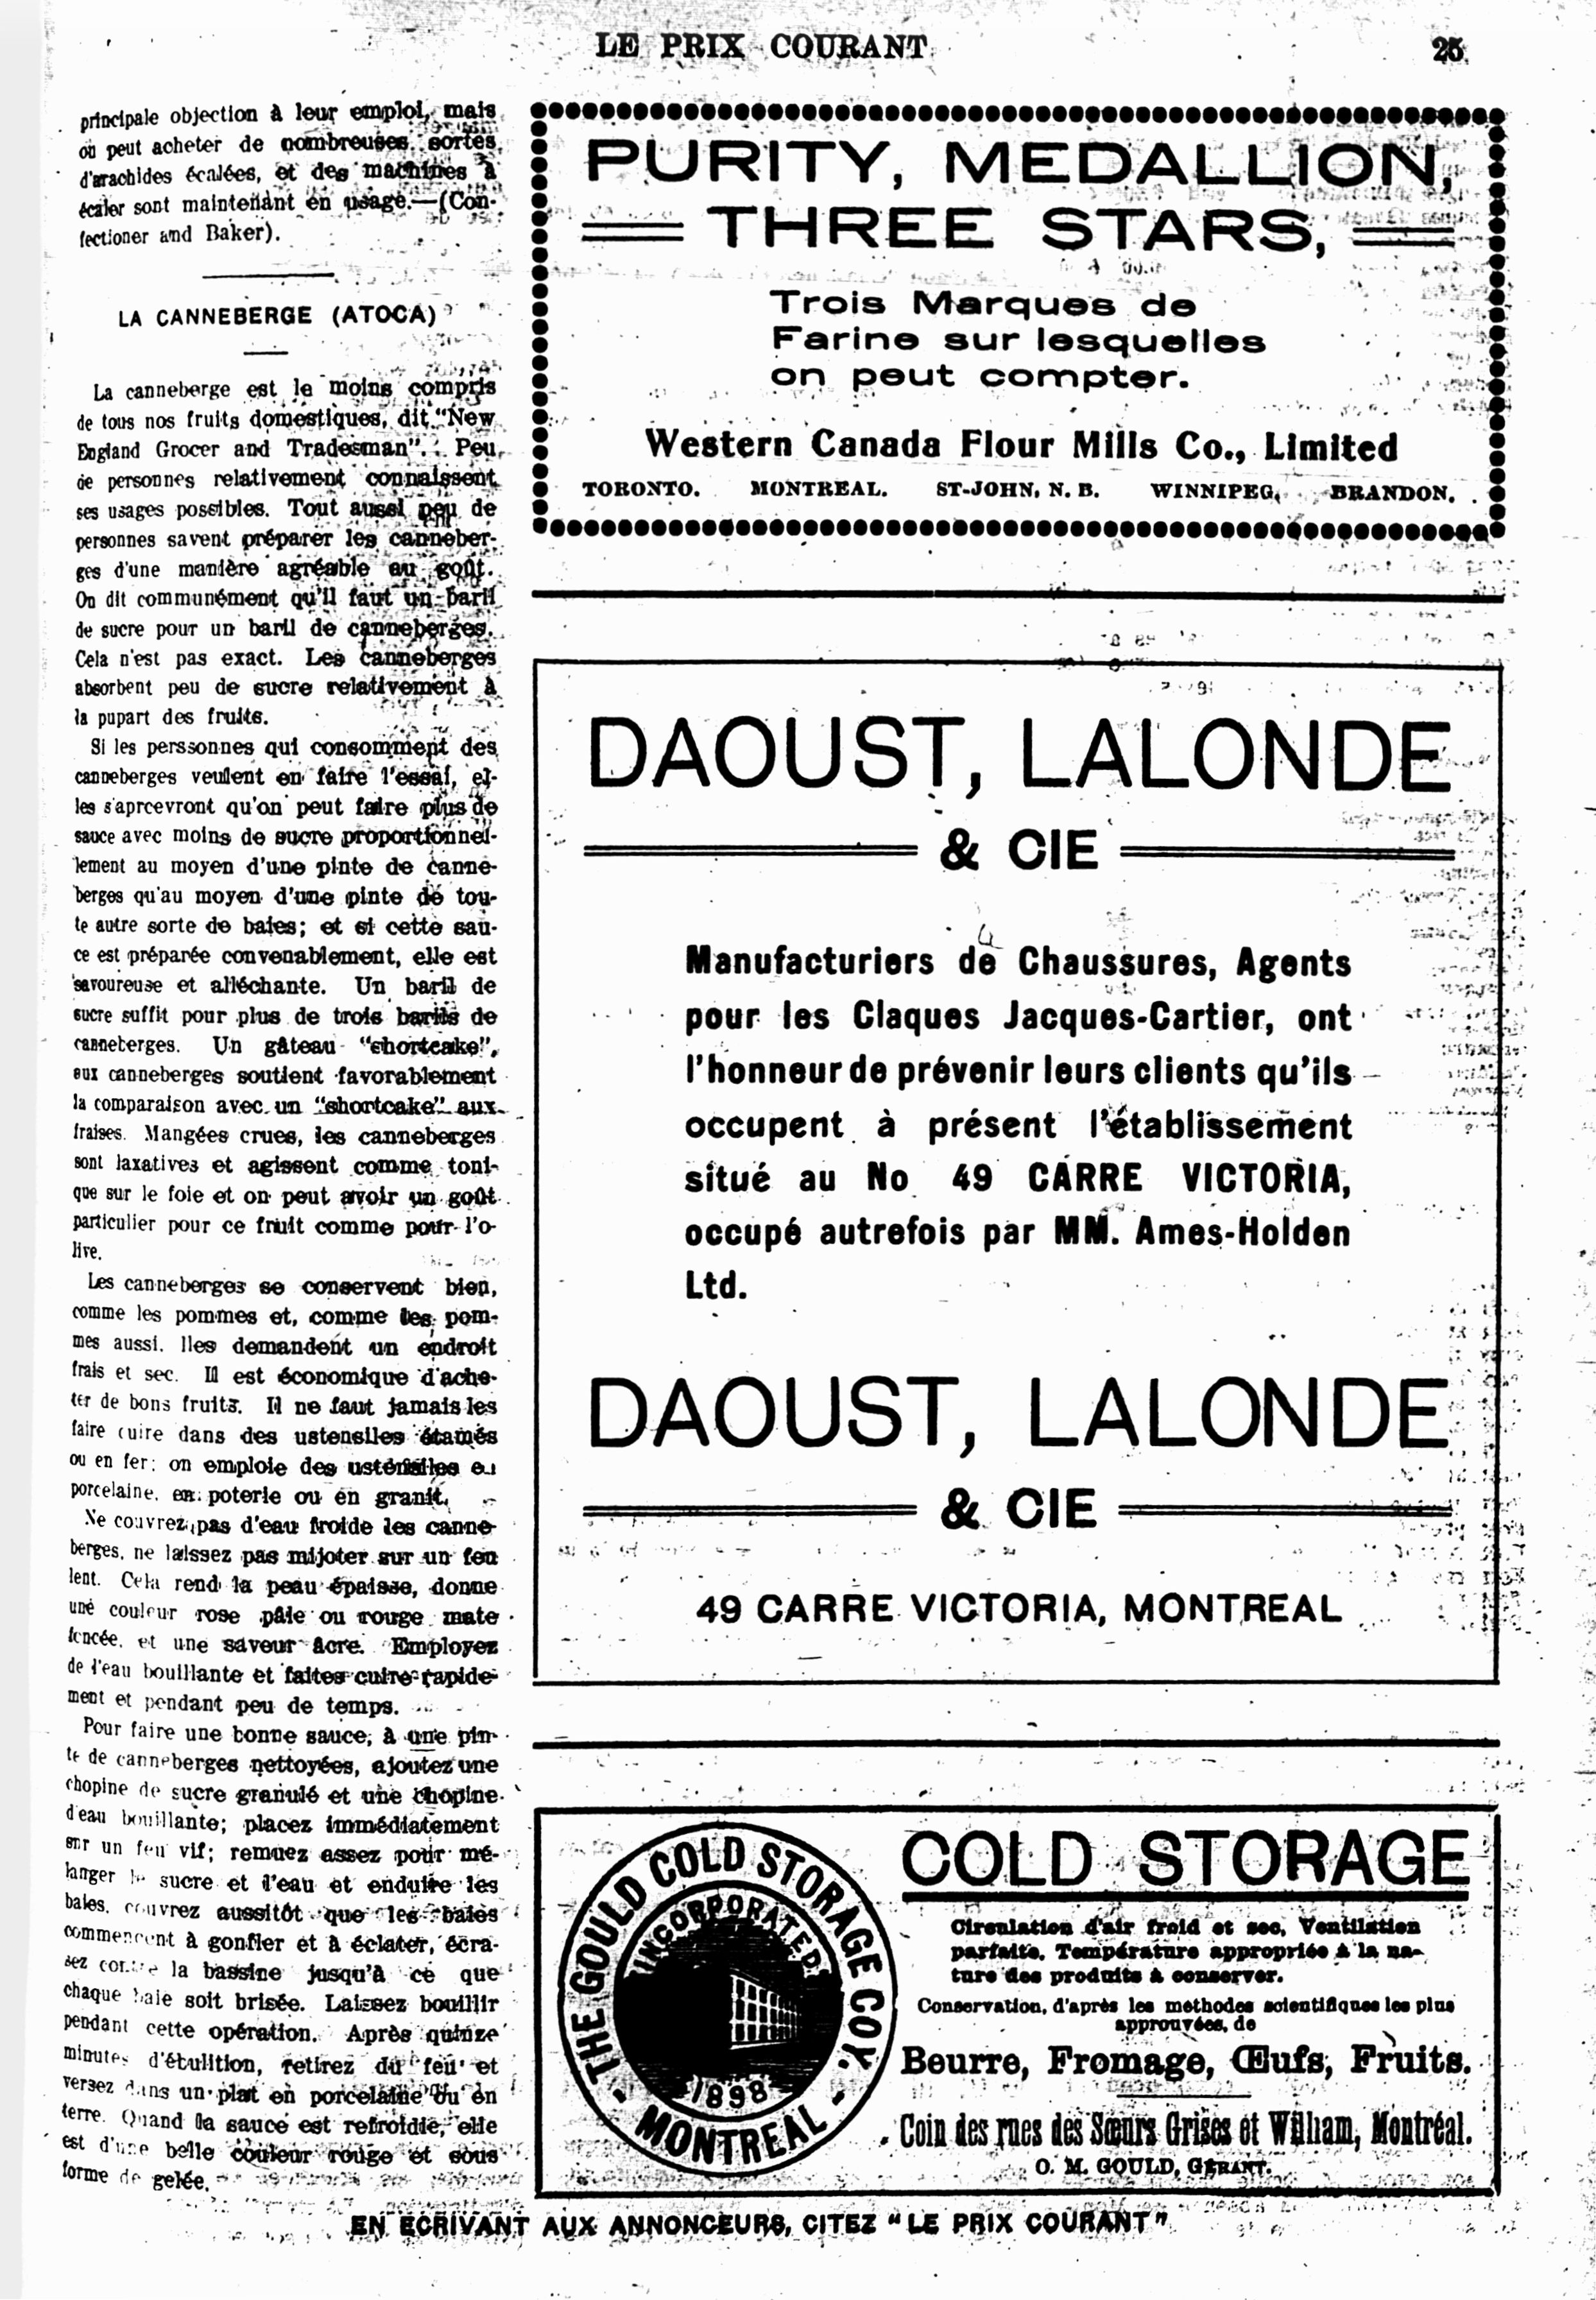 LE PRIX COURANT
25
principale objection à leur emploi, mais
on peut acheter de nombreuses sortes
d'arachides écalées, et des machines à
écaler sont maintenant en usage.—(Con-
fectioner and Baker).
LA CANNEBERGE (ATOCA)
La canneberge est le moins compris
de tous nos fruits domestiques, dit "New
England Grocer and Tradesman". Peu
de personnes relativement connaissent
ses usages possibles. Tout aussi peu de
personnes savent préparer les canneber-
ges d'une manière agréable au goût.
On dit communément qu'il faut un baril
de sucre pour un baril de canneberges.
Cela n'est pas exact. Les canneberges
absorbent peu de sucre relativement à
la pupart des fruits.
Si les perssonnes qui consomment des
canneberges veulent en faire l'essai, el-
les s'aprcevront qu'on peut faire plus de
sauce avec moins de sucre proportionnel-
lement au moyen d'une pinte de canne-
berges qu'au moyen d'une pinte de tou-
te autre sorte de baies; et si cette sau-
ce est préparée convenablement, elle est
savoureuse et alléchante. Un baril de
sucre suffit pour plus de trois barils de
canneberges. Un gâteau "shortcake",
aux canneberges soutient favorablement
la comparaison avec un "shortcake" aux
fraises. Mangées crues, les canneberges
sont laxatives et agissent comme toni-
que sur le foie et on peut avoir un goût
particulier pour ce fruit comme pour l'o-
live.
Les canneberges se conservent bien,
comme les pommes et, comme les pom-
mes aussi. Iles demandent un endroit
frais et sec. Il est économique d'ache-
ter de bons fruits. Il ne faut jamais les
faire cuire dans des ustensiles étamés
ou en fer; on emploie des ustensiles en
porcelaine, en poterie ou en granit.
Ne couvrez pas d'eau froide les canne-
berges, ne laissez pas mijoter sur un feu
lent. Cela rend la peau épaisse, donne
une couleur rose pâle ou rouge mate
foncée, et une saveur âcre. Employez
de l'eau bouillante et faites cuire rapide-
ment et pendant peu de temps.
Pour faire une bonne sauce, à une pin-
te de canneberges nettoyées, ajoutez une
chopine de sucre granulé et une chopine
d'eau bouillante; placez immédiatement
sur un feu vif; remuez assez pour mé-
langer le sucre et l'eau et enduire les
baies, couvrez aussitôt que les baies
commencent à gonfler et à éclater, écra-
sez contre la bassine jusqu'à ce que
chaque baie soit brisée. Laissez bouillir
pendant cette opération. Après quinze
minutes d'ébulition, retirez du feu et
versez dans un plat en porcelaine ou en
terre. Quand la sauce est refroidie, elle
est d'une belle couleur rouge et sous
forme de gelée.
PURITY, MEDALLION,
THREE STARS,
Trois Marques de
Farine sur lesquelles
on peut compter.
Western Canada Flour Mills Co., Limited
TORONTO. MONTREAL. ST-JOHN, N. B. WINNIPEG, BRANDON.
DAOUST, LALONDE
& CIE
Manufacturiers de Chaussures, Agents
pour les Claques Jacques-Cartier, ont
l'honneur de prévenir leurs clients qu'ils
occupent à présent l'établissement
situé au No 49 CARRE VICTORIA,
occupé autrefois par MM. Ames-Holden
Ltd.
DAOUST, LALONDE
& CIE
49 CARRE VICTORIA, MONTREAL
THE GOULD COLD STORAGE COY.
INCORPORATED
1898
MONTREAL
COLD STORAGE
Circulation d'air froid et sec, Ventilation
parfaite, Température appropriée à la na-
ture des produits à conserver.
Conservation, d'après les méthodes scientifiques les plus
approuvées, de
Beurre, Fromage, Œufs, Fruits.
Coin des rues des Sœurs Grises et William, Montréal.
O. M. GOULD, GÉRANT.
EN ECRIVANT AUX ANNONCEURS, CITEZ "LE PRIX COURANT"